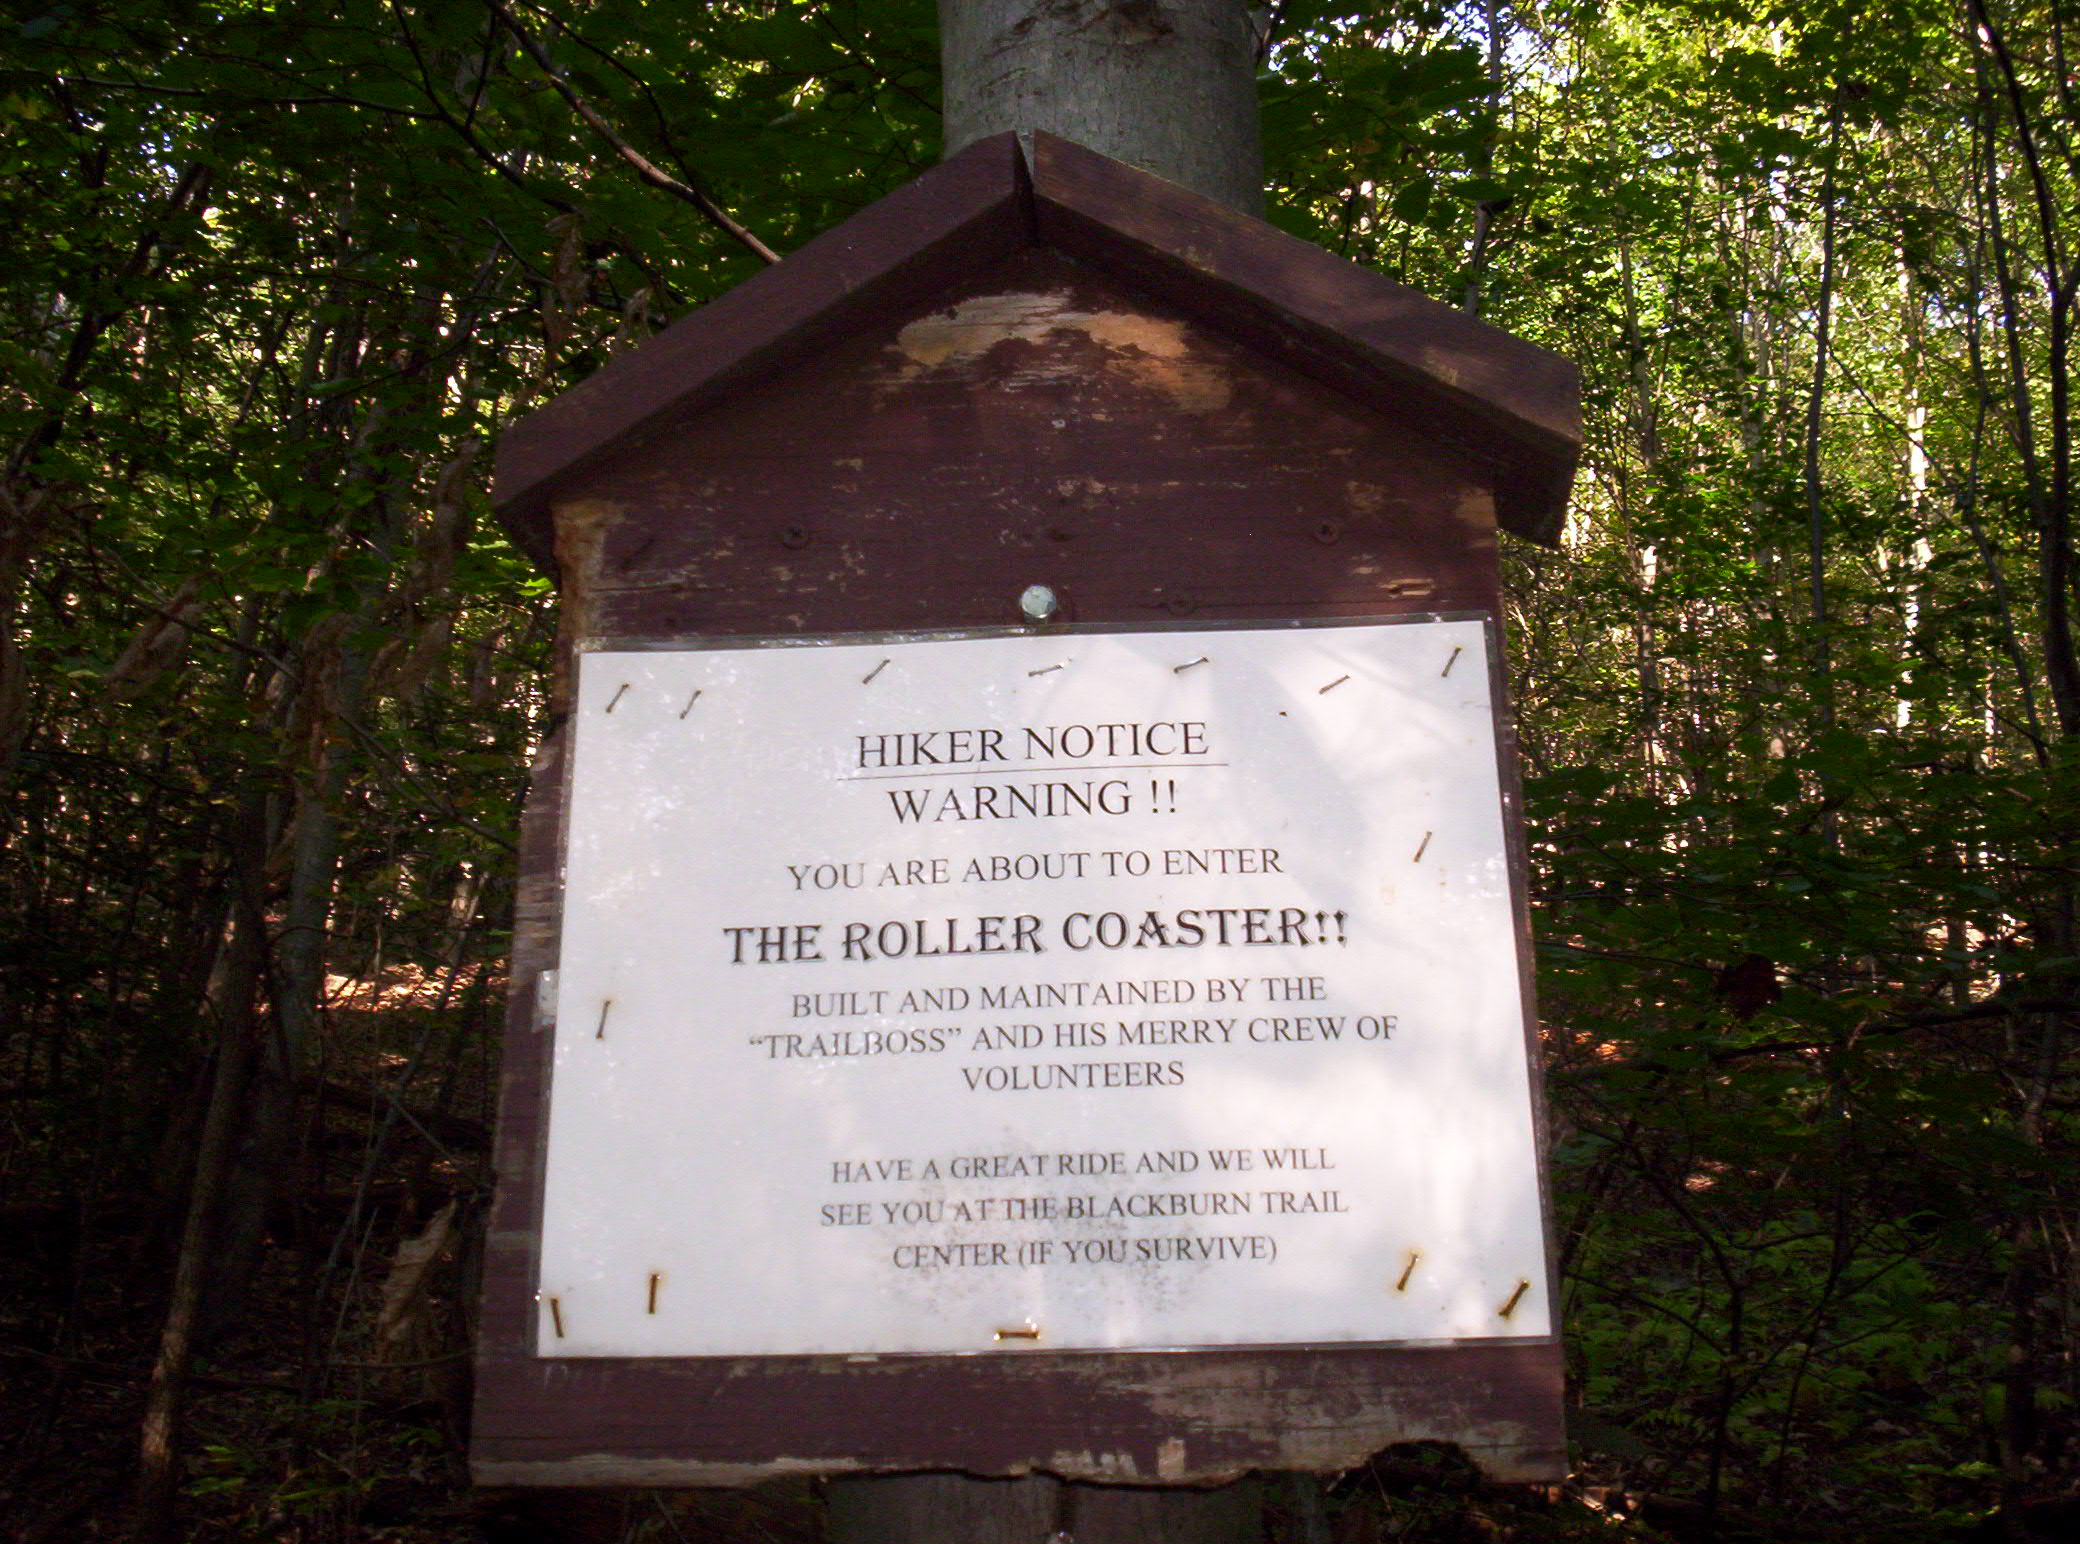 HIKER NOTICE
WARNING !!
YOU ARE ABOUT TO ENTER
THE ROLLER COASTER!!
BUILT AND MAINTAINED BY THE
“TRAILBOSS” AND HIS MERRY CREW OF
VOLUNTEERS
HAVE A GREAT RIDE AND WE WILL
SEE YOU AT THE BLACKBURN TRAIL
CENTER (IF YOU SURVIVE)